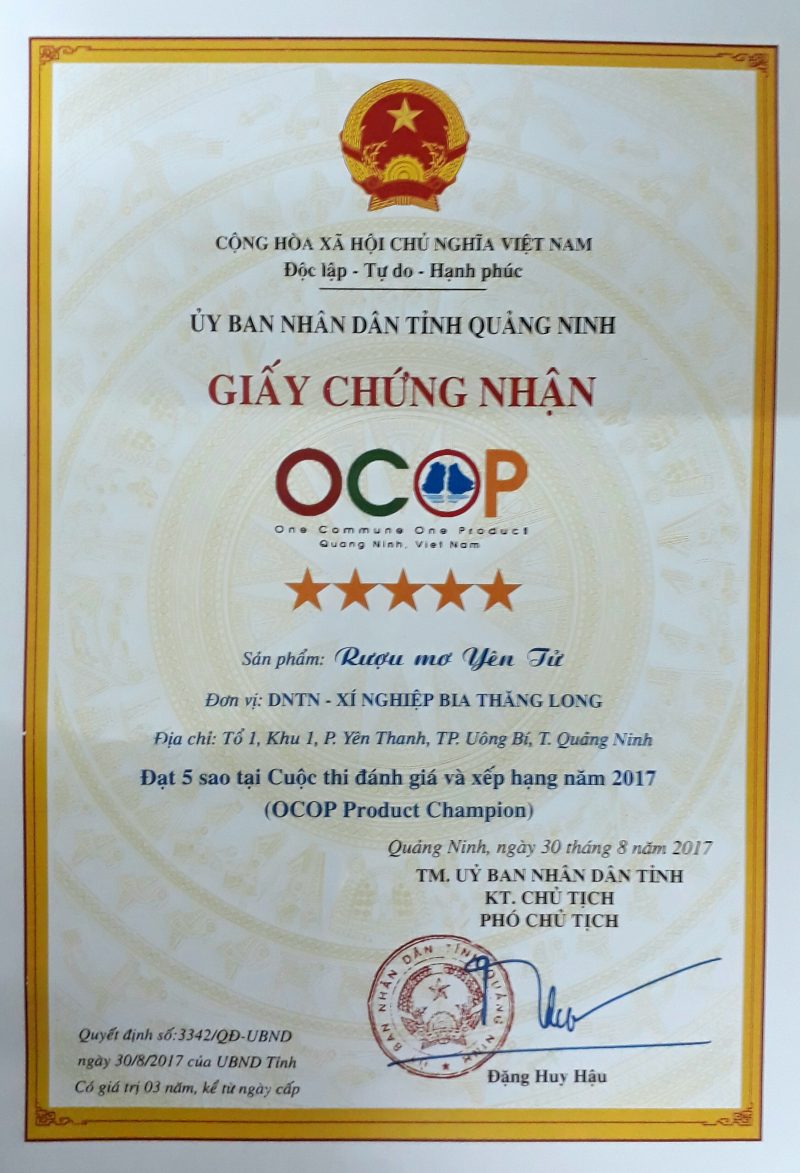 CỘNG HÒA XÃ HỘI CHỦ NGHĨA VIỆT NAM
Độc lập - Tự do - Hạnh phúc
ỦY BAN NHÂN DÂN TỈNH QUẢNG NINH
GIẤY CHỨNG NHẬN
OCOP
One Commune One Product
Quang Ninh, Viet Nam
Sản phẩm: Rượu mơ Yên Tử
Đơn vị: DNTN - XÍ NGHIỆP BIA THĂNG LONG
Địa chỉ: Tổ 1, Khu 1, P. Yên Thanh, TP. Uông Bí, T. Quảng Ninh
Đạt 5 sao tại Cuộc thi đánh giá và xếp hạng năm 2017
(OCOP Product Champion)
Quảng Ninh, ngày 30 tháng 8 năm 2017
TM. UỶ BAN NHÂN DÂN TỈNH
KT. CHỦ TỊCH
PHÓ CHỦ TỊCH
ỦY BAN NHÂN DÂN TỈNH QUẢNG NINH
Đặng Huy Hậu
Quyết định số:3342/QĐ-UBND
ngày 30/8/2017 của UBND Tỉnh
Có giá trị 03 năm, kể từ ngày cấp